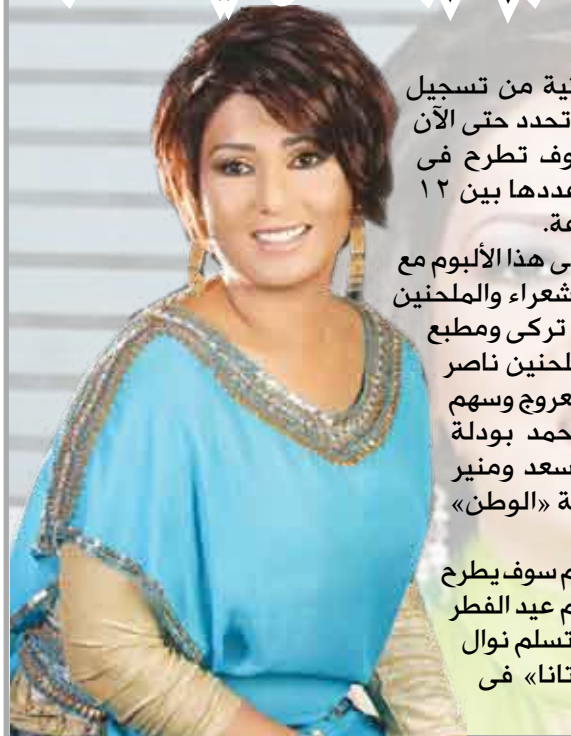 نية من تسجيل
تحدد حتى الآن
وف تطرح فى
عددها بين ١٢
عة.
ى هذا الألبوم مع
شعراء والملحنين
تركى ومطبع
لحنين ناصر
عروج وسهم
حمد بودلة
سعد ومنير
ة «الوطن»
م سوف يطرح
م عيد الفطر
تسلم نوال
تانا» فى